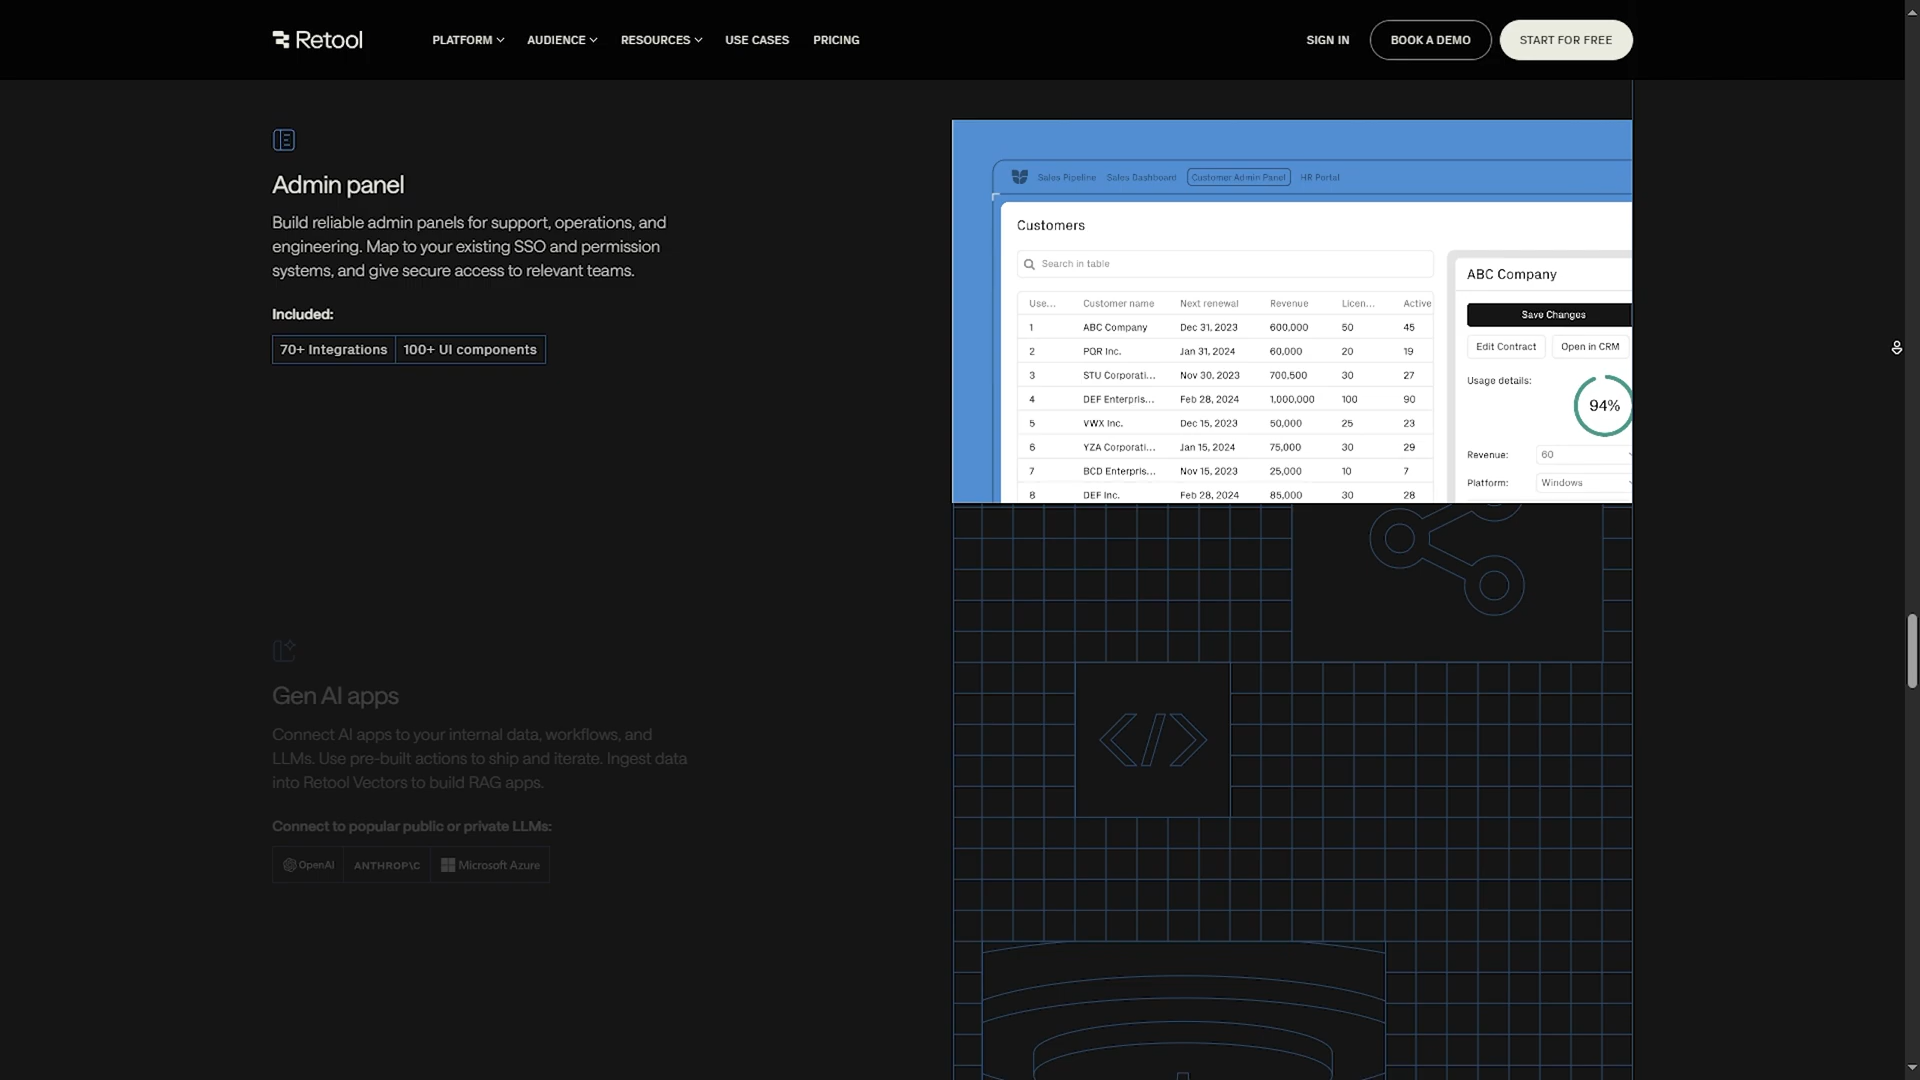 Retool
PLATFORM
AUDIENCE
RESOURCES
USE CASES
PRICING
SIGN IN
BOOK A DEMO
START FOR FREE
Admin panel
Build reliable admin panels for support, operations, and
engineering. Map to your existing SSO and permission
systems, and give secure access to relevant teams.
Included:
70+ Integrations
100+ UI components
Sales Pipeline
Sales Dashboard
Customer Admin Panel
HR Portal
Customers
Search in table
Use... Customer name Next renewal Revenue Licen... Active
1 ABC Company Dec 31, 2023 600,000 50 45
2 PQR Inc. Jan 31, 2024 60,000 20 19
3 STU Corporati... Nov 30, 2023 700,500 30 27
4 DEF Enterpris... Feb 28, 2024 1,000,000 100 90
5 VWX Inc. Dec 15, 2023 50,000 25 23
6 YZA Corporati... Jan 15, 2024 75,000 30 29
7 BCD Enterpris... Nov 15, 2023 25,000 10 7
8 DEF Inc. Feb 28, 2024 85,000 30 28
ABC Company
Save Changes
Edit Contract
Open in CRM
Usage details:
94%
Revenue: 60
Platform: Windows
</>
Gen AI apps
Connect AI apps to your internal data, workflows, and
LLMs. Use pre-built actions to ship and iterate. Ingest data
into Retool Vectors to build RAG apps.
Connect to popular public or private LLMs:
OpenAI
ANTHROP\C
Microsoft Azure